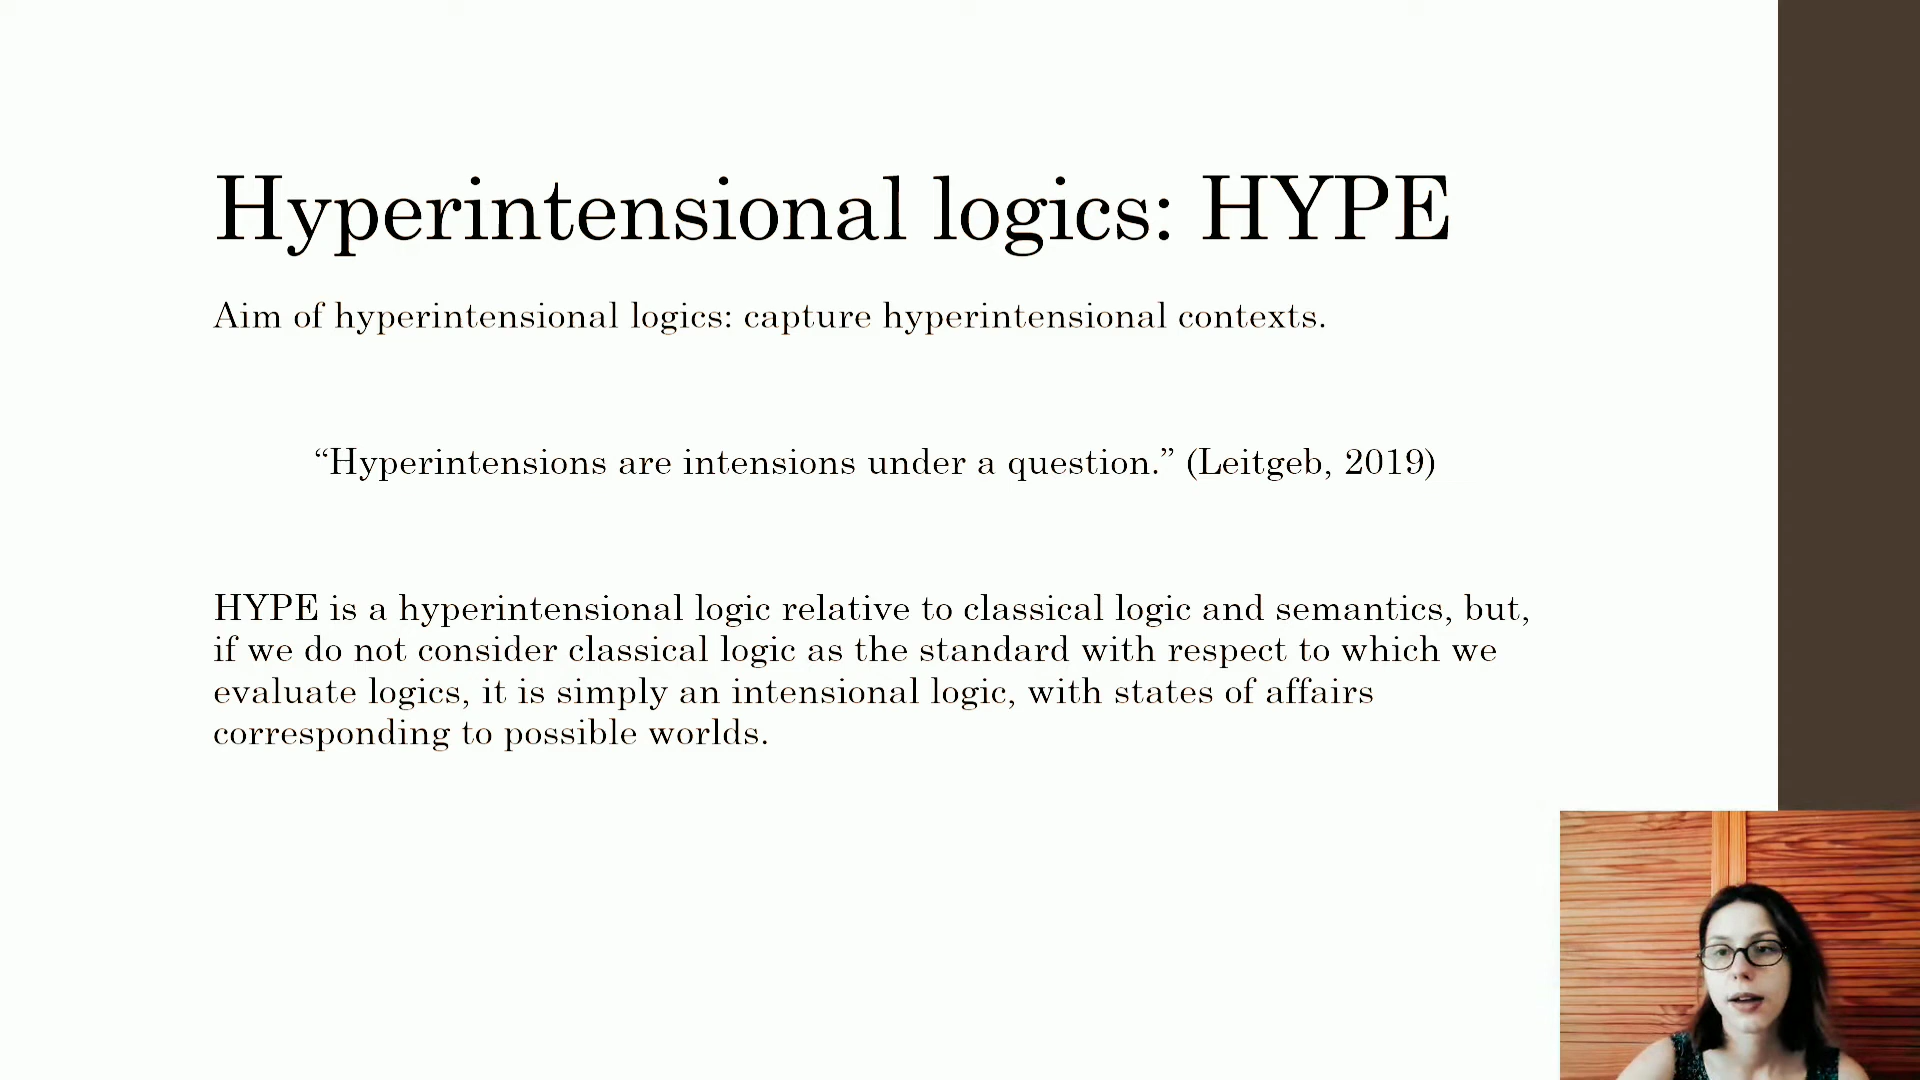 Hyperintensional logics: HYPE
Aim of hyperintensional logics: capture hyperintensional contexts.
“Hyperintensions are intensions under a question.” (Leitgeb, 2019)
HYPE is a hyperintensional logic relative to classical logic and semantics, but,
if we do not consider classical logic as the standard with respect to which we
evaluate logics, it is simply an intensional logic, with states of affairs
corresponding to possible worlds.